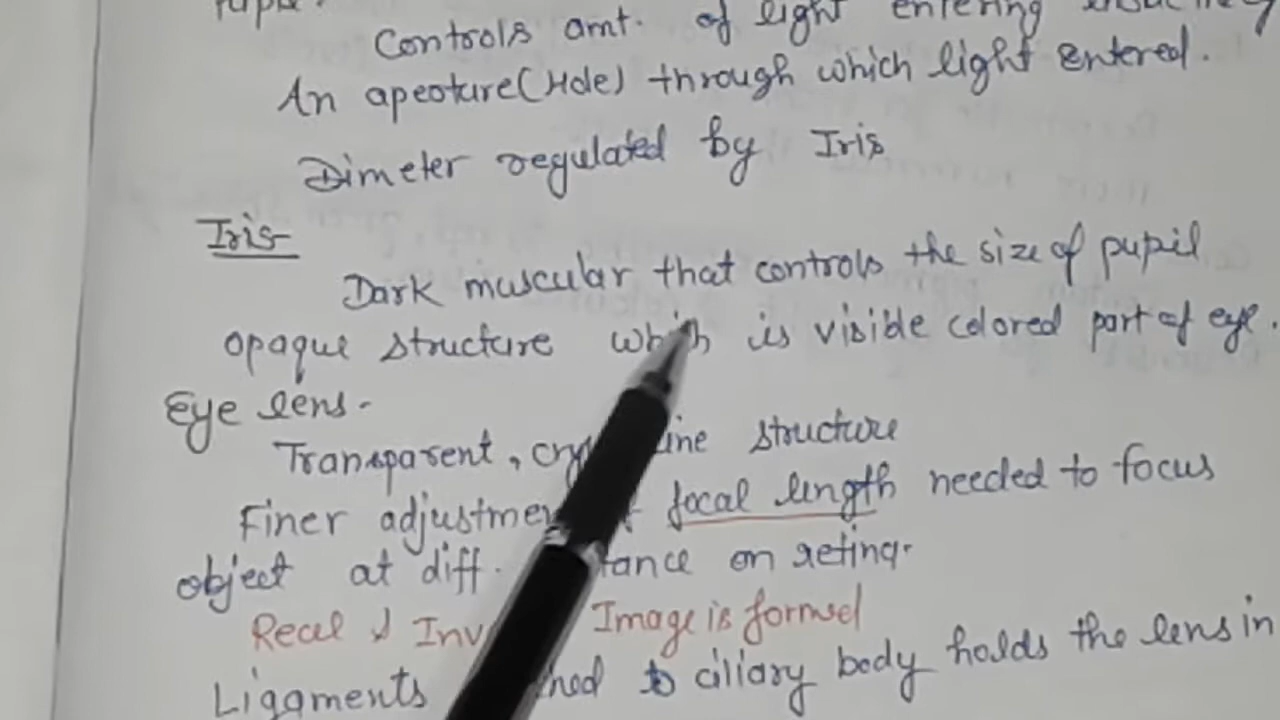 Controls amt. of light entering
An apeoture(Hole) through which light entered.
Dimeter regulated by Iris
Iris-
Dark muscular that controls the size of pupil
opaque structure which is visible colored part of eye.
Eye lens-
Transparent, structure
Finer focal length needed to focus
object at diff. on retina.
Real & Image is formed
Ligaments to ciliary body holds the lens in